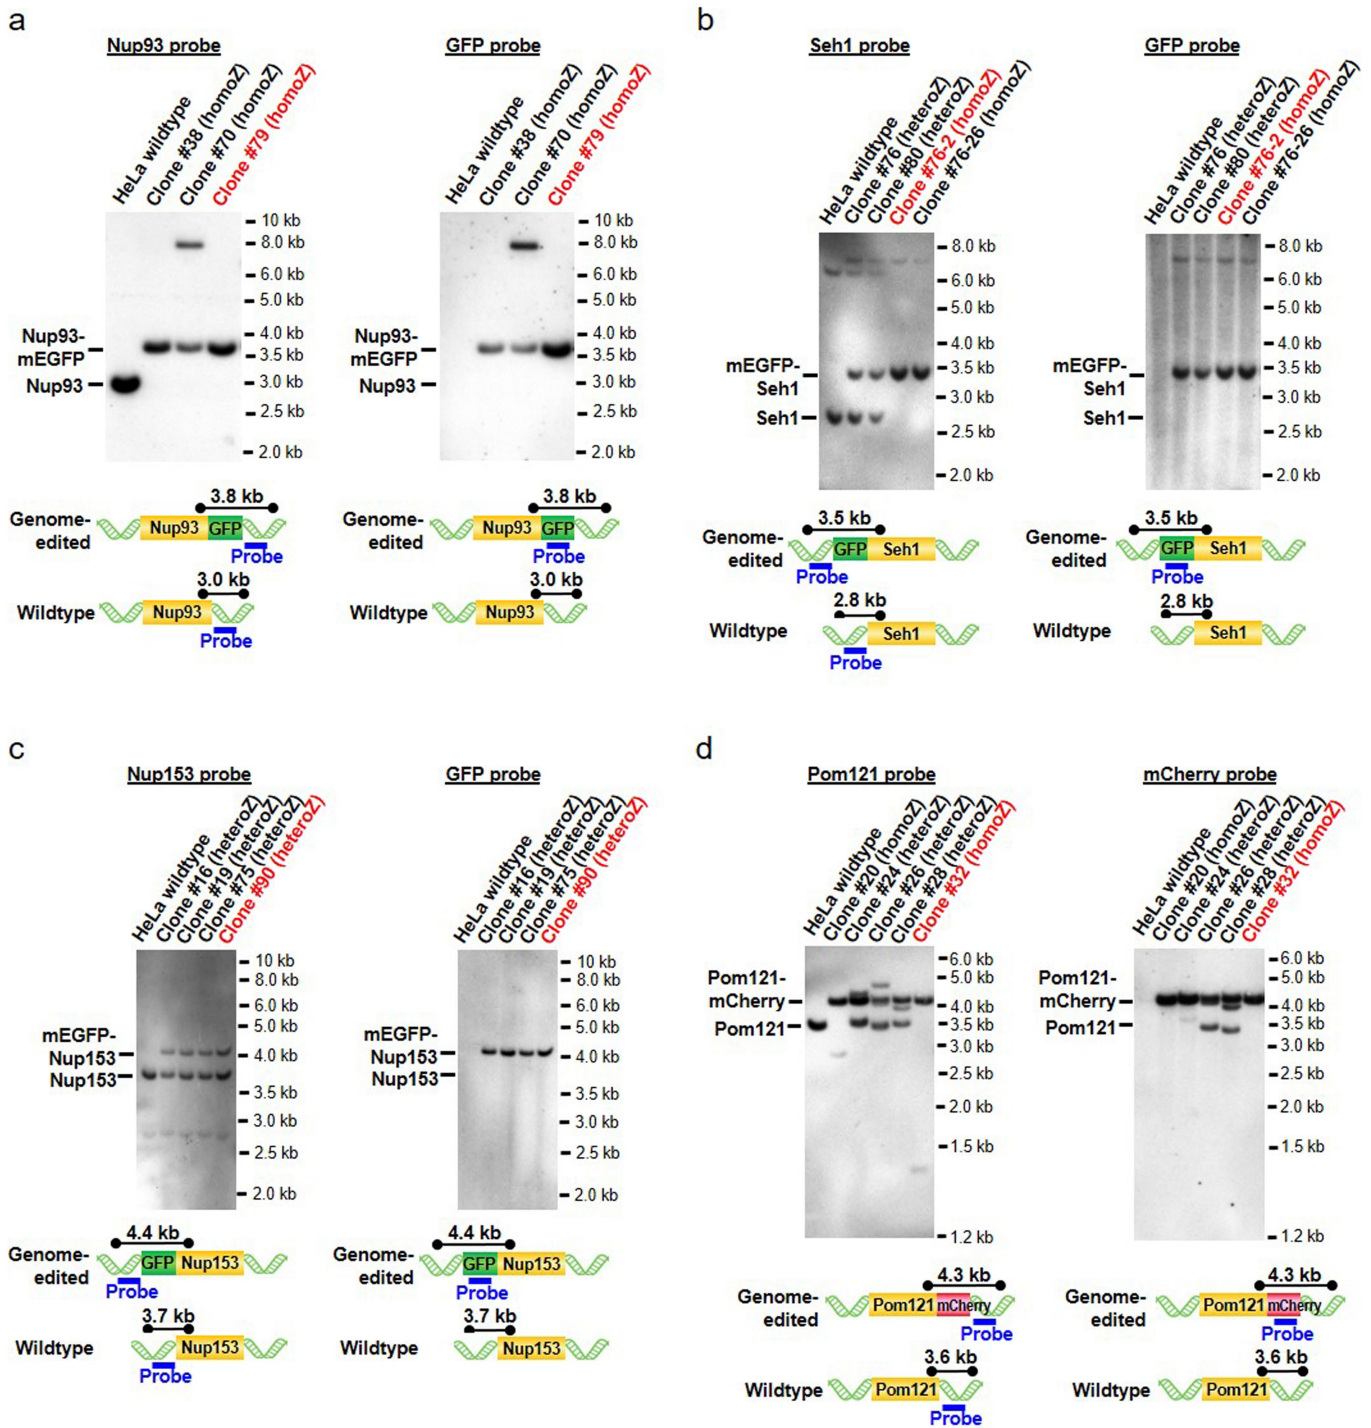 a
Nup93 probe
HeLa wildtype
Clone #38 (homoZ)
Clone #70 (homoZ)
Clone #79 (homoZ)
10 kb
8.0 kb
6.0 kb
5.0 kb
4.0 kb
3.5 kb
3.0 kb
2.5 kb
2.0 kb
Nup93-
mEGFP
Nup93
3.8 kb
Genome-
edited
Nup93
GFP
Probe
3.0 kb
Wildtype
Nup93
Probe
GFP probe
HeLa wildtype
Clone #38 (homoZ)
Clone #70 (homoZ)
Clone #79 (homoZ)
10 kb
8.0 kb
6.0 kb
5.0 kb
4.0 kb
3.5 kb
3.0 kb
2.5 kb
2.0 kb
Nup93-
mEGFP
Nup93
3.8 kb
Genome-
edited
Nup93
GFP
Probe
3.0 kb
Wildtype
Nup93
b
Seh1 probe
HeLa wildtype
Clone #76 (heteroZ)
Clone #80 (heteroZ)
Clone #76-2 (homoZ)
Clone #76-26 (homoZ)
8.0 kb
6.0 kb
5.0 kb
4.0 kb
3.5 kb
3.0 kb
2.5 kb
2.0 kb
mEGFP-
Seh1
Seh1
3.5 kb
Genome-
edited
GFP
Seh1
Probe
2.8 kb
Wildtype
Seh1
Probe
GFP probe
HeLa wildtype
Clone #76 (heteroZ)
Clone #80 (heteroZ)
Clone #76-2 (homoZ)
Clone #76-26 (homoZ)
8.0 kb
6.0 kb
5.0 kb
4.0 kb
3.5 kb
3.0 kb
2.5 kb
2.0 kb
mEGFP-
Seh1
Seh1
3.5 kb
Genome-
edited
GFP
Seh1
Probe
2.8 kb
Wildtype
Seh1
c
Nup153 probe
HeLa wildtype
Clone #16 (heteroZ)
Clone #19 (heteroZ)
Clone #75 (heteroZ)
Clone #90 (heteroZ)
10 kb
8.0 kb
6.0 kb
5.0 kb
4.0 kb
3.5 kb
3.0 kb
2.5 kb
2.0 kb
mEGFP-
Nup153
Nup153
4.4 kb
Genome-
edited
GFP
Nup153
Probe
3.7 kb
Wildtype
Nup153
Probe
GFP probe
HeLa wildtype
Clone #16 (heteroZ)
Clone #19 (heteroZ)
Clone #75 (heteroZ)
Clone #90 (heteroZ)
10 kb
8.0 kb
6.0 kb
5.0 kb
4.0 kb
3.5 kb
3.0 kb
2.5 kb
2.0 kb
mEGFP-
Nup153
Nup153
4.4 kb
Genome-
edited
GFP
Nup153
Probe
3.7 kb
Wildtype
Nup153
d
Pom121 probe
HeLa wildtype
Clone #20 (homoZ)
Clone #24 (heteroZ)
Clone #26 (heteroZ)
Clone #28 (heteroZ)
Clone #32 (homoZ)
6.0 kb
5.0 kb
4.0 kb
3.5 kb
3.0 kb
2.5 kb
2.0 kb
1.5 kb
1.2 kb
Pom121-
mCherry
Pom121
4.3 kb
Genome-
edited
Pom121
mCherry
Probe
3.6 kb
Wildtype
Pom121
Probe
mCherry probe
HeLa wildtype
Clone #20 (homoZ)
Clone #24 (heteroZ)
Clone #26 (heteroZ)
Clone #28 (heteroZ)
Clone #32 (homoZ)
6.0 kb
5.0 kb
4.0 kb
3.5 kb
3.0 kb
2.5 kb
2.0 kb
1.5 kb
1.2 kb
Pom121-
mCherry
Pom121
4.3 kb
Genome-
edited
Pom121
mCherry
Probe
3.6 kb
Wildtype
Pom121